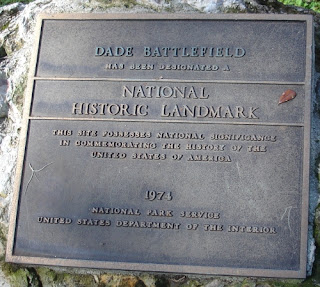 DADE BATTLEFIELD
HAS BEEN DESIGNATED A
NATIONAL
HISTORIC LANDMARK
THIS SITE POSSESSES NATIONAL SIGNIFICANCE
IN COMMEMORATING THE HISTORY OF THE
UNITED STATES OF AMERICA
1973
NATIONAL PARK SERVICE
UNITED STATES DEPARTMENT OF THE INTERIOR